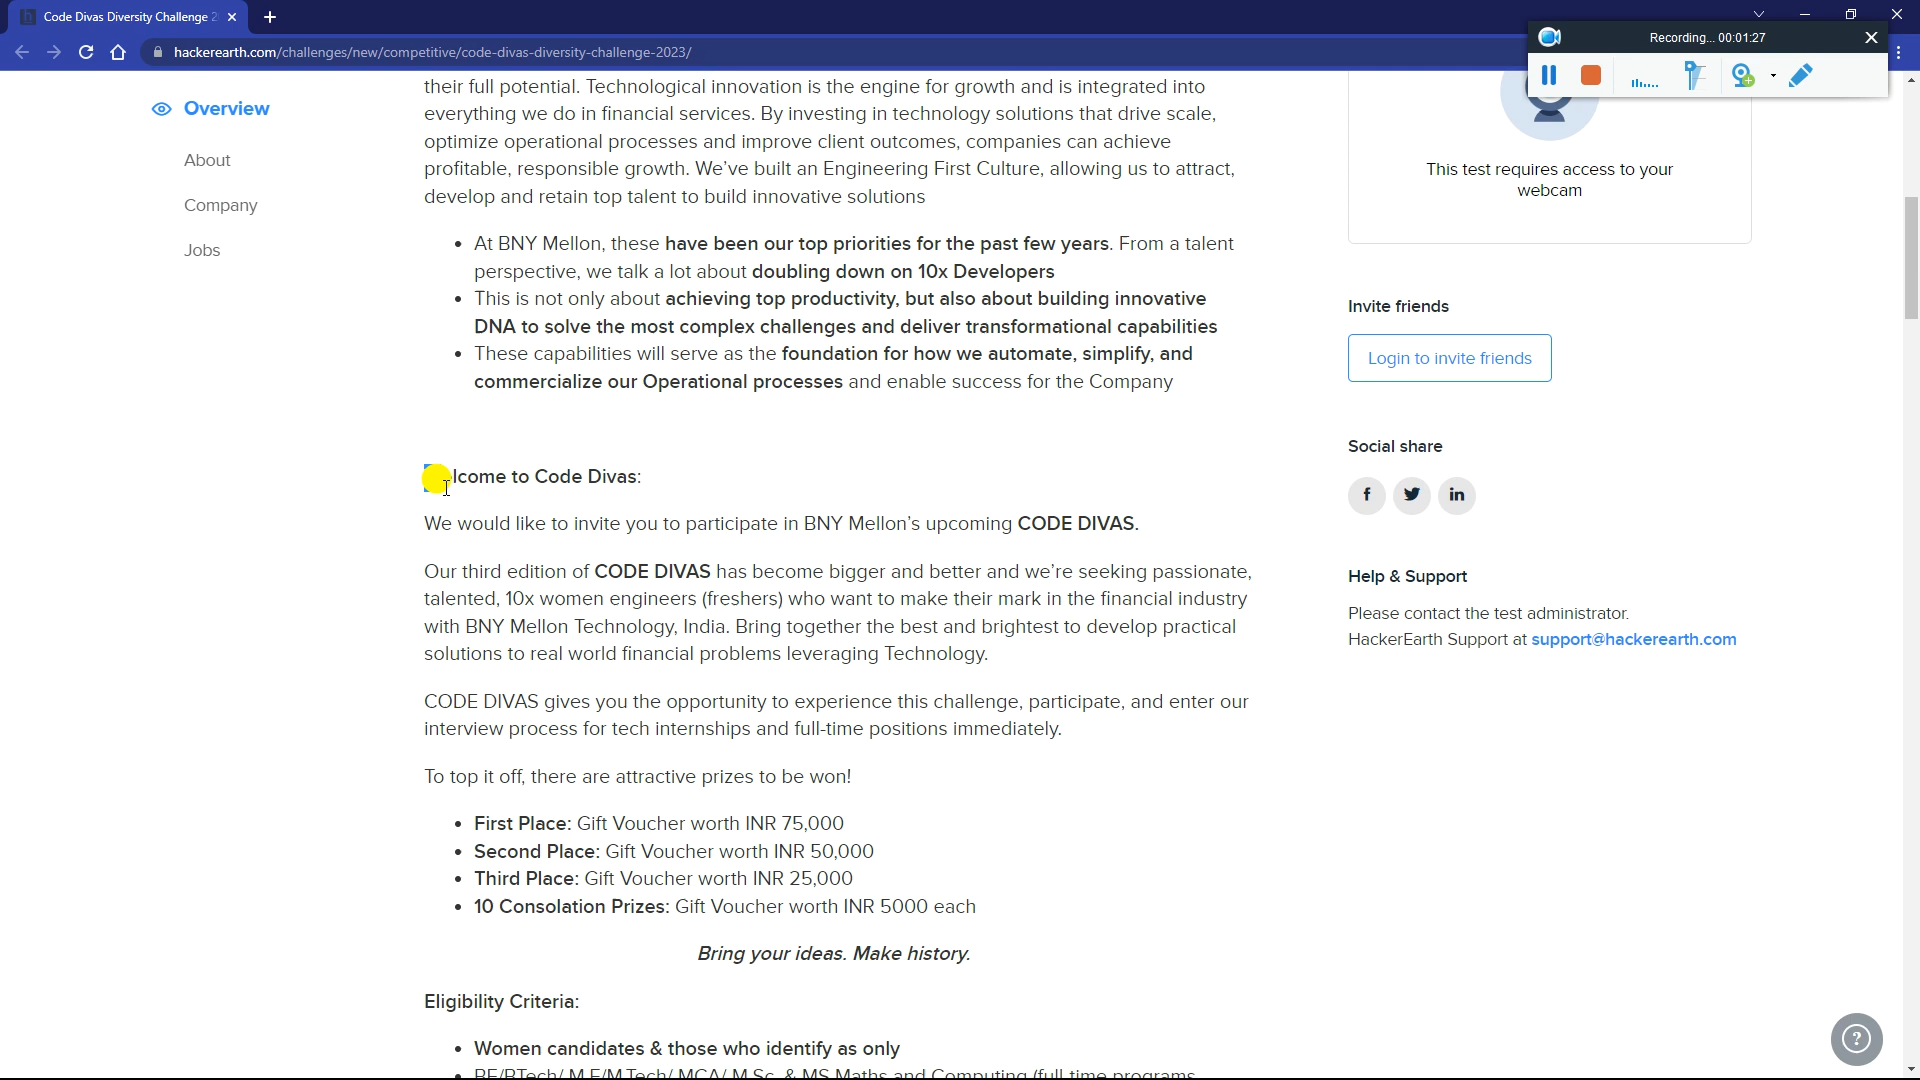 Code Divas Diversity Challenge 2
Recording... 00:01:27
hackerearth.com/challenges/new/competitive/code-divas-diversity-challenge-2023/
Overview
About
Company
Jobs
their full potential. Technological innovation is the engine for growth and is integrated into
everything we do in financial services. By investing in technology solutions that drive scale,
optimize operational processes and improve client outcomes, companies can achieve
profitable, responsible growth. We’ve built an Engineering First Culture, allowing us to attract,
develop and retain top talent to build innovative solutions
• At BNY Mellon, these have been our top priorities for the past few years. From a talent
perspective, we talk a lot about doubling down on 10x Developers
• This is not only about achieving top productivity, but also about building innovative
DNA to solve the most complex challenges and deliver transformational capabilities
• These capabilities will serve as the foundation for how we automate, simplify, and
commercialize our Operational processes and enable success for the Company
lcome to Code Divas:
We would like to invite you to participate in BNY Mellon’s upcoming CODE DIVAS.
Our third edition of CODE DIVAS has become bigger and better and we’re seeking passionate,
talented, 10x women engineers (freshers) who want to make their mark in the financial industry
with BNY Mellon Technology, India. Bring together the best and brightest to develop practical
solutions to real world financial problems leveraging Technology.
CODE DIVAS gives you the opportunity to experience this challenge, participate, and enter our
interview process for tech internships and full-time positions immediately.
To top it off, there are attractive prizes to be won!
• First Place: Gift Voucher worth INR 75,000
• Second Place: Gift Voucher worth INR 50,000
• Third Place: Gift Voucher worth INR 25,000
• 10 Consolation Prizes: Gift Voucher worth INR 5000 each
Bring your ideas. Make history.
Eligibility Criteria:
• Women candidates & those who identify as only
• BE/BTech/ M.E/M.Tech/ MCA/ M.Sc. & MS Maths and Computing (full time programs
This test requires access to your
webcam
Invite friends
Login to invite friends
Social share
f
in
Help & Support
Please contact the test administrator.
HackerEarth Support at support@hackerearth.com
?